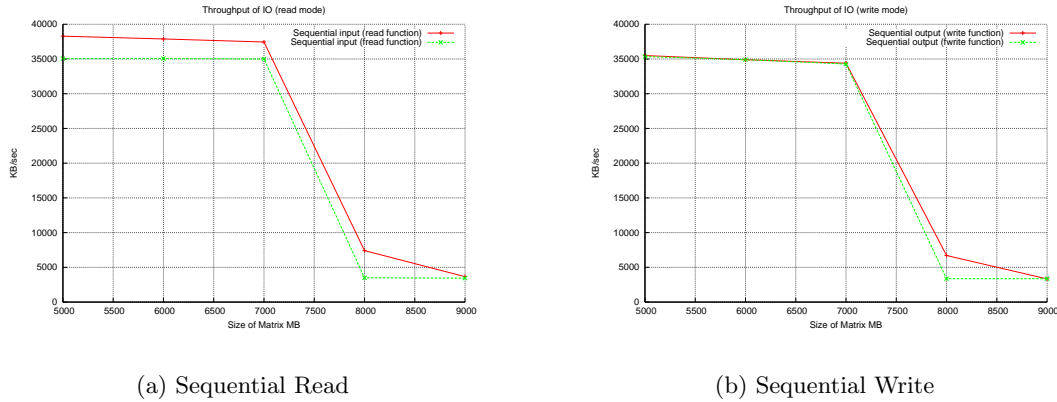 Throughput of IO (read mode)
40000
35000
30000
25000
20000
15000
10000
5000
0
KB/sec
Sequential input (read function)
Sequential input (fread function)
5000 5500 6000 6500 7000 7500 8000 8500 9000
Size of Matrix MB
(a) Sequential Read
Throughput of IO (write mode)
40000
35000
30000
25000
20000
15000
10000
5000
0
KB/sec
Sequential output (write function)
Sequential output (fwrite function)
5000 5500 6000 6500 7000 7500 8000 8500 9000
Size of Matrix MB
(b) Sequential Write